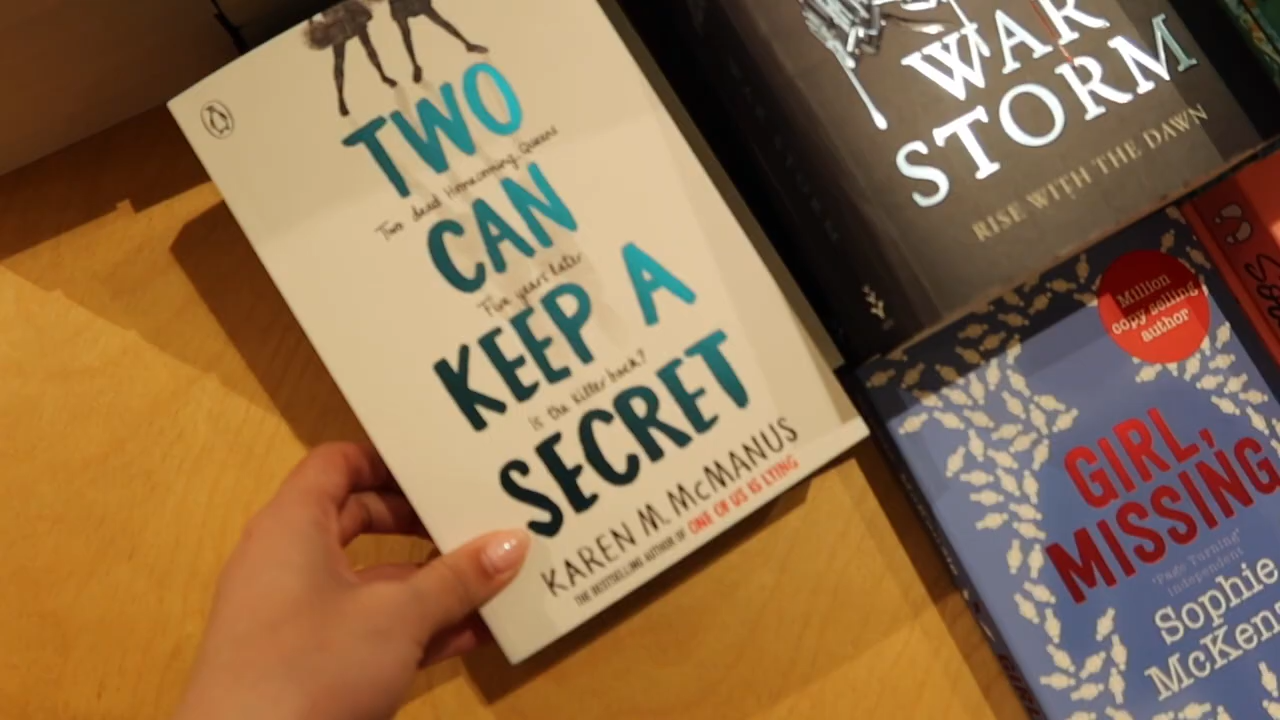 TWO
Two dead Homecoming Queens
CAN
Five years later
KEEP A
is the killer back?
SECRET
KAREN M. McMANUS
THE BESTSELLING AUTHOR OF ONE OF US IS LYING
WAR
STORM
RISE WITH THE DAWN
Million
copy selling
author
GIRL,
MISSING
'Page Turning'
Independent
Sophie
McKen